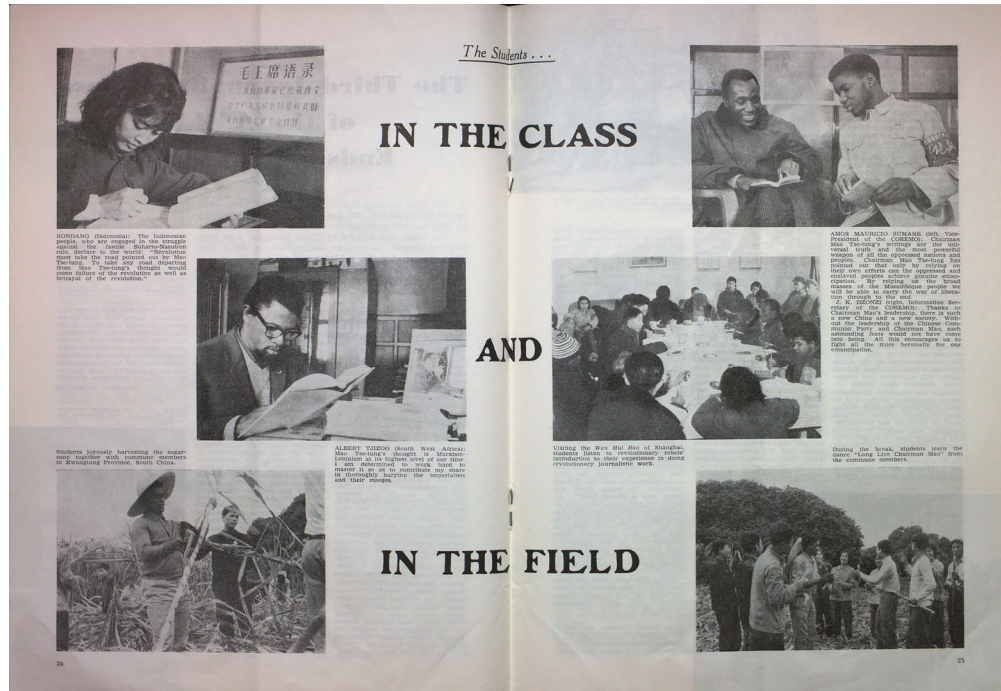 The Students . . .
毛主席语录
IN THE CLASS
BONDANG (Indonesia): The Indonesian
people, who are engaged in the struggle
against the fascist Suharto-Nasution
rule, declare to the world: "Revolution
must take the road pointed out by Mao
Tse-tung. To take any road departing
from Mao Tse-tung's thought would
mean failure of the revolution as well as
betrayal of the revolution."
AMOS MAURICIO SUMANE (left, Vice-
President of the COREMO): Chairman
Mao Tse-tung's writings are the uni-
versal truth and the most powerful
weapon of all the oppressed nations and
peoples. Chairman Mao Tse-tung has
pointed out that only by relying on
their own efforts can the oppressed and
enslaved peoples achieve genuine eman-
cipation. By relying on the broad
masses of the Mozambique people we
will be able to carry the war of libera-
tion through to the end.
J. K. DZONZI (right, Information Sec-
retary of the COREMO): Thanks to
Chairman Mao's leadership, there is such
a new China and a new society. With-
out the leadership of the Chinese Com-
munist Party and Chairman Mao, such
astounding feats would not have come
into being. All this encourages us to
fight all the more heroically for our
emancipation.
AND
ALBERT TJIZOO (South West Africa):
Mao Tse-tung's thought is Marxism-
Leninism at its highest level of our time.
I am determined to work hard to
master it so as to contribute my share
in thoroughly burying the imperialists
and their stooges.
Visiting the Wen Hui Bao of Shanghai,
students listen to revolutionary rebels'
introduction to their experience in doing
revolutionary journalistic work.
Students joyously harvesting the sugar-
cane together with commune members
in Kwangtung Province, South China.
During the break, students learn the
dance "Long Live Chairman Mao" from
the commune members.
IN THE FIELD
24
25